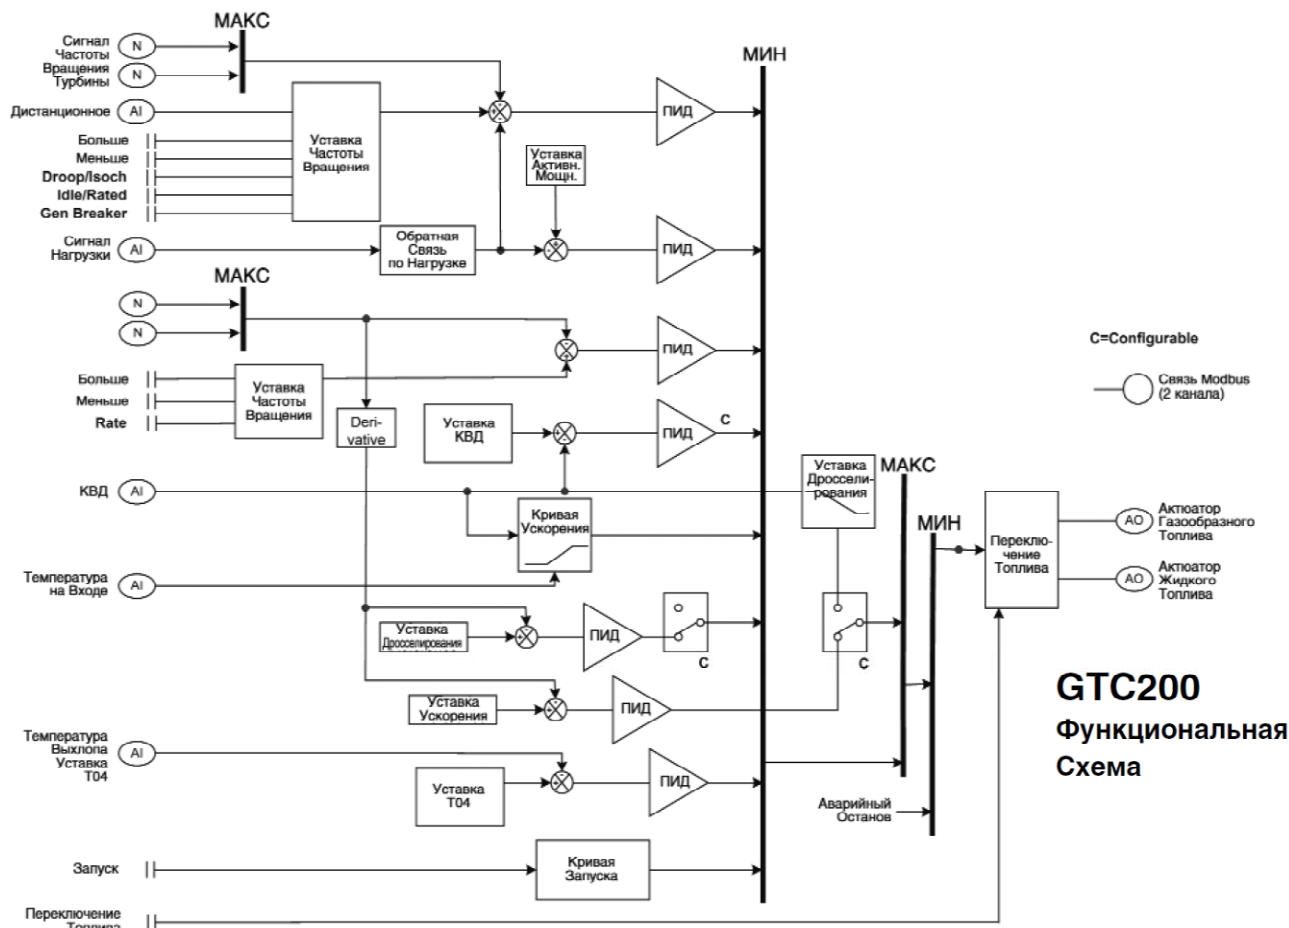 МАКС
Сигнал
Частоты
Вращения
Турбины
N
N
МИН
ПИД
Дистанционное
AI
Уставка
Частоты
Вращения
Больше
Меньше
Droop/Isoch
Idle/Rated
Gen Breaker
Уставка
Активн.
Мощн.
Сигнал
Нагрузки
AI
Обратная
Связь
по Нагрузке
ПИД
МАКС
N
N
ПИД
C=Configurable
Связь Modbus
(2 канала)
Больше
Меньше
Rate
Уставка
Частоты
Вращения
Deri-
vative
Уставка
КВД
ПИД
C
КВД
AI
Кривая
Ускорения
Уставка
Дроссели-
рования
МАКС
МИН
Переклю-
чение
Топлива
AO
Актюатор
Газообразного
Топлива
AO
Актюатор
Жидкого
Топлива
Температура
на Входе
AI
Уставка
Дросселирования
ПИД
C
C
Уставка
Ускорения
ПИД
GTC200
Функциональная
Схема
Температура
Выхлопа
Уставка
T04
AI
Уставка
T04
ПИД
Аварийный
Останов
Запуск
Кривая
Запуска
Переключение
Топлива